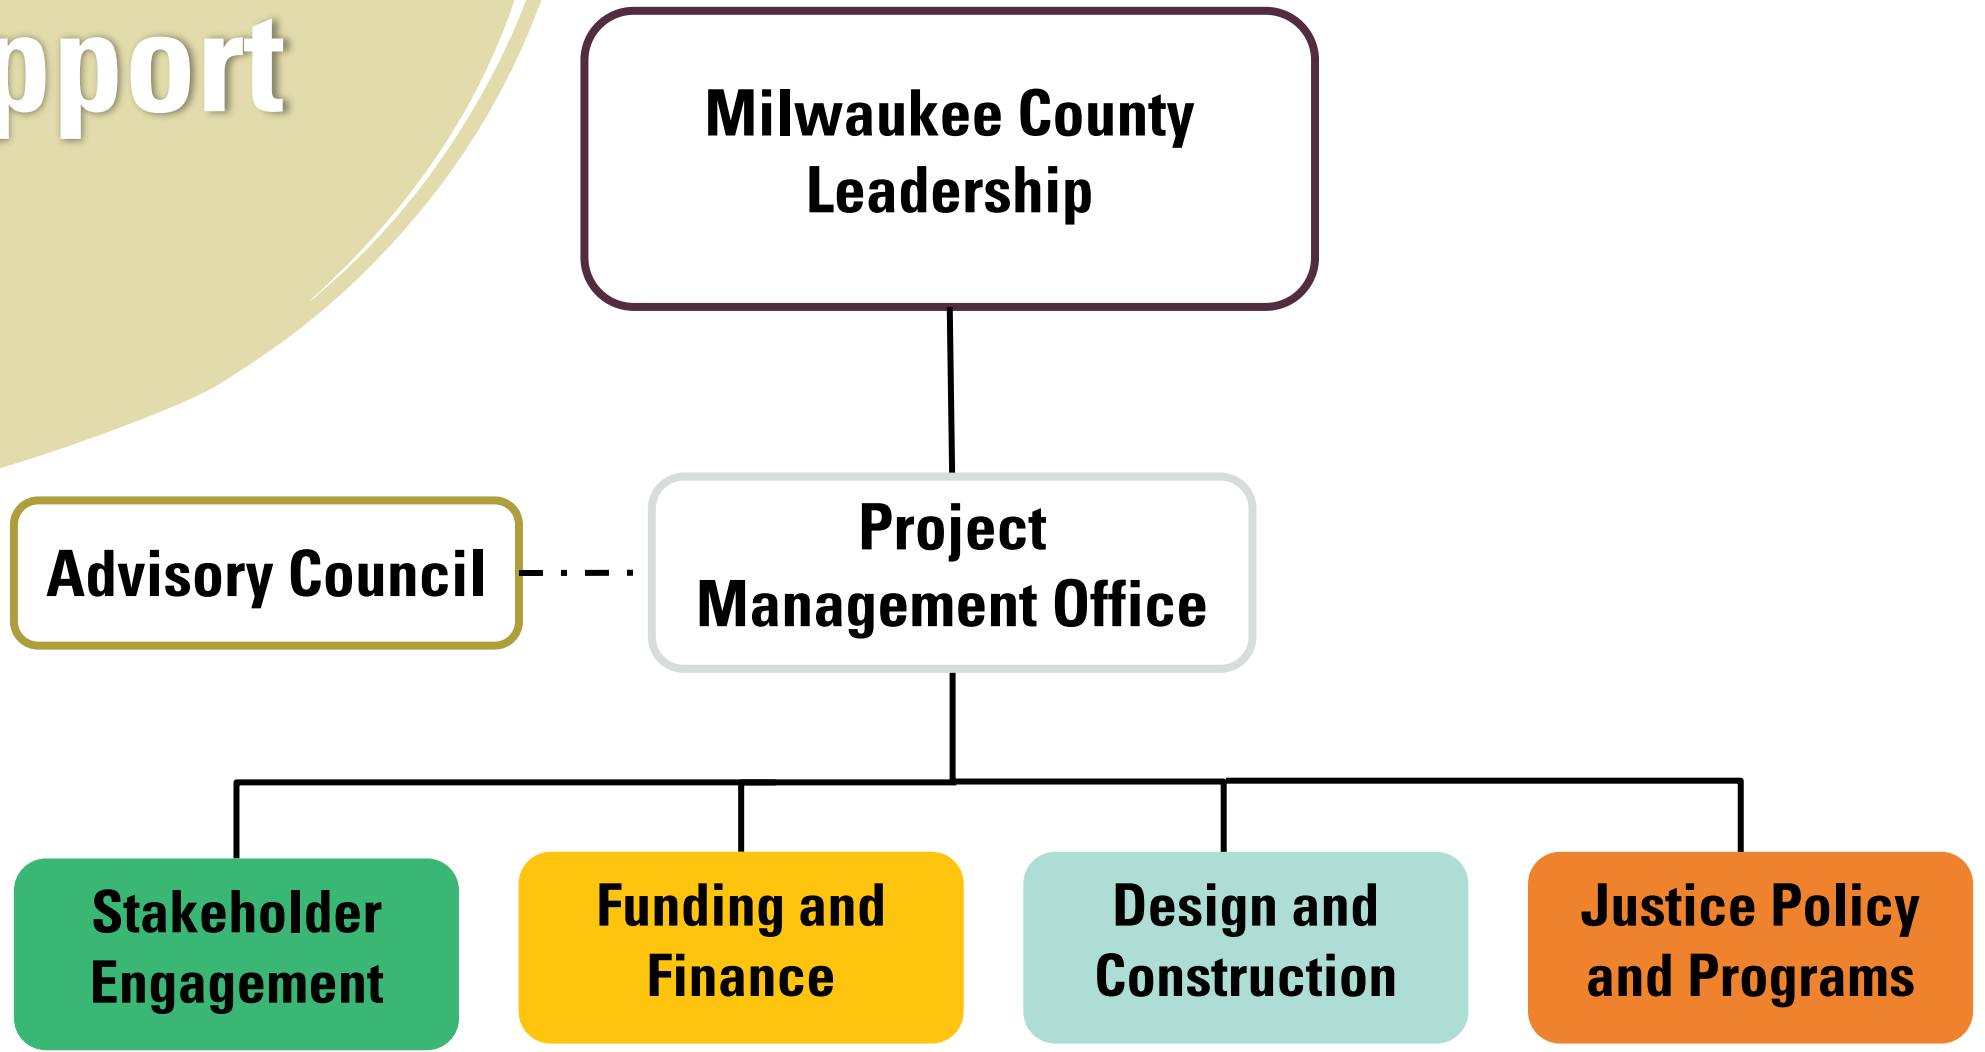 pport
Milwaukee County
Leadership
Advisory Council
Project
Management Office
Stakeholder
Engagement
Funding and
Finance
Design and
Construction
Justice Policy
and Programs